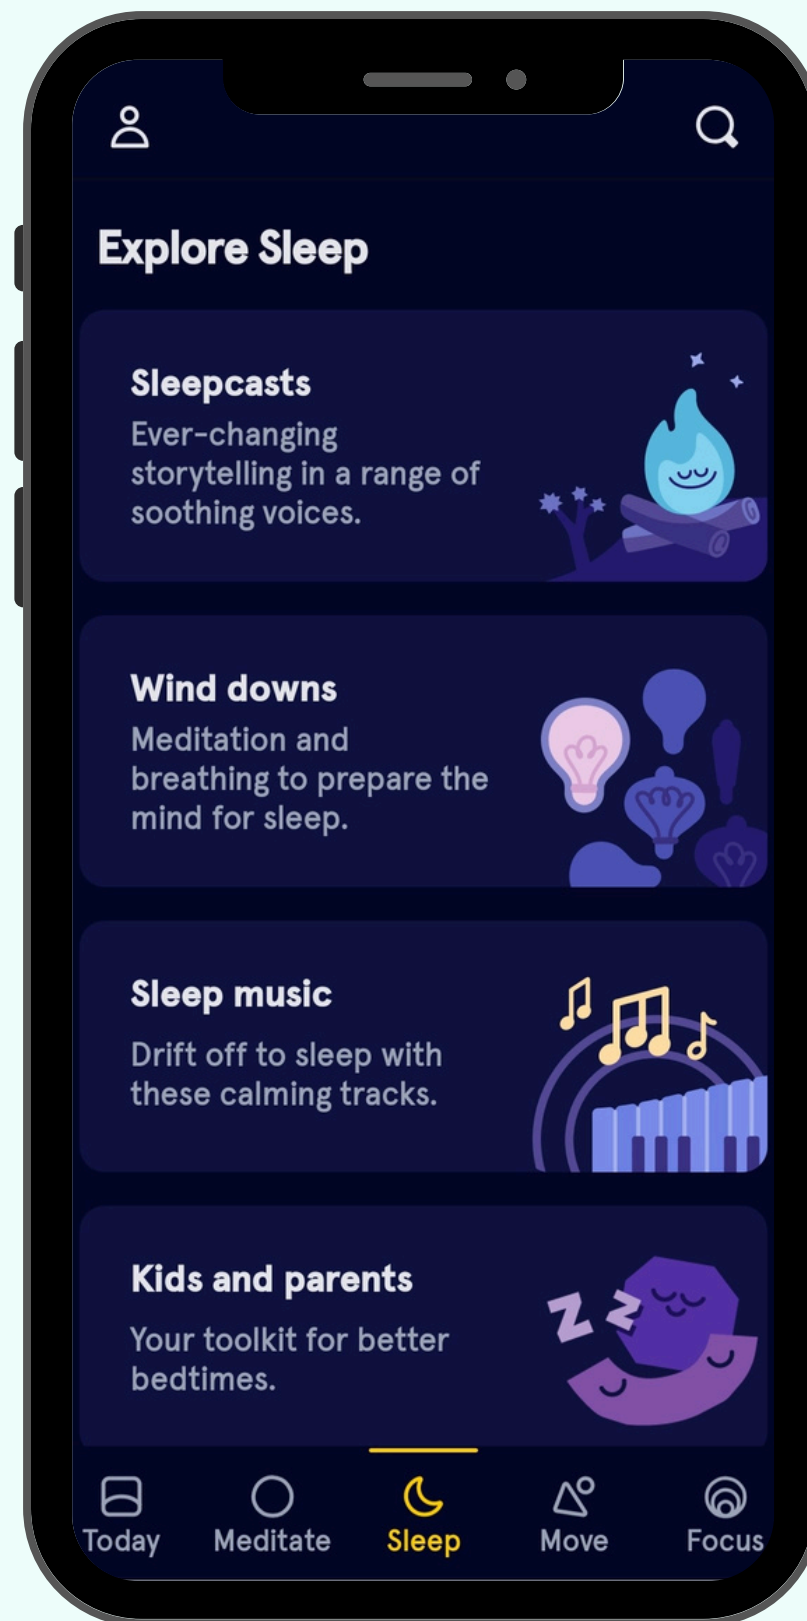 Explore Sleep
Sleepcasts
Ever-changing
storytelling in a range of
soothing voices.
Wind downs
Meditation and
breathing to prepare the
mind for sleep.
Sleep music
Drift off to sleep with
these calming tracks.
Kids and parents
Z z
Your toolkit for better
bedtimes.
Today Meditate Sleep Move Focus